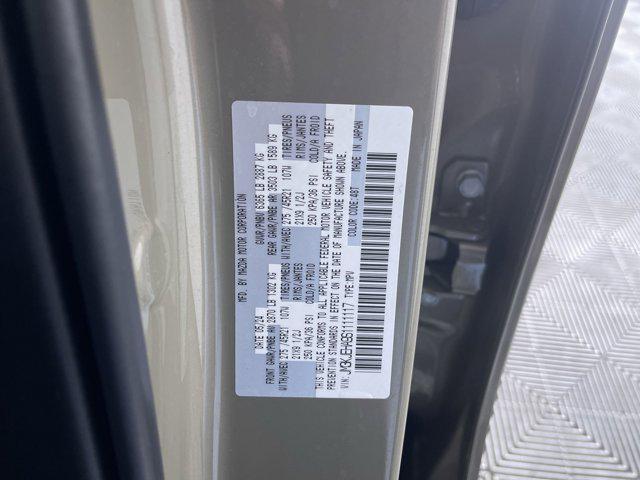 MFD. BY MAZDA MOTOR CORPORATION
DATE 05/24 GVWR/PNBV 6365 LB 2887 KG
FRONT GAWR/PNBE AV 2870 LB 1302 KG REAR GAWR/PNBE AR 3503 LB 1589 KG
WITH/AVEC 275 /45R21 107W TIRES/PNEUS WITH/AVEC 275 /45R21 107W TIRES/PNEUS
21X9 1/2J RIMS/JANTES 21X9 1/2J RIMS/JANTES
250 KPA/36 PSI COLD/A FROID 250 KPA/36 PSI COLD/A FROID
THIS VEHICLE CONFORMS TO ALL APPLICABLE FEDERAL MOTOR VEHICLE SAFETY AND THEFT
PREVENTION STANDARDS IN EFFECT ON THE DATE OF MANUFACTURE SHOWN ABOVE.
VIN: TYPE:MPV COLOR CODE:48T MADE IN JAPAN